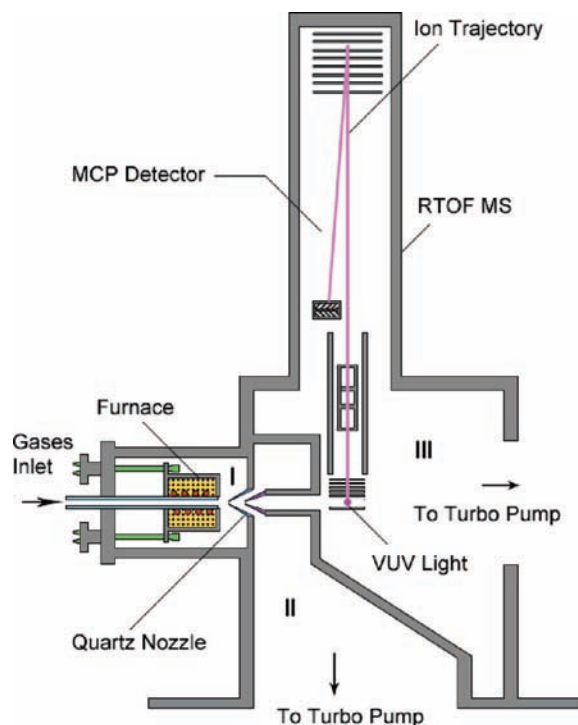 Ion Trajectory
MCP Detector
RTOF MS
Furnace
Gases
Inlet
I
III
To Turbo Pump
VUV Light
Quartz Nozzle
II
To Turbo Pump